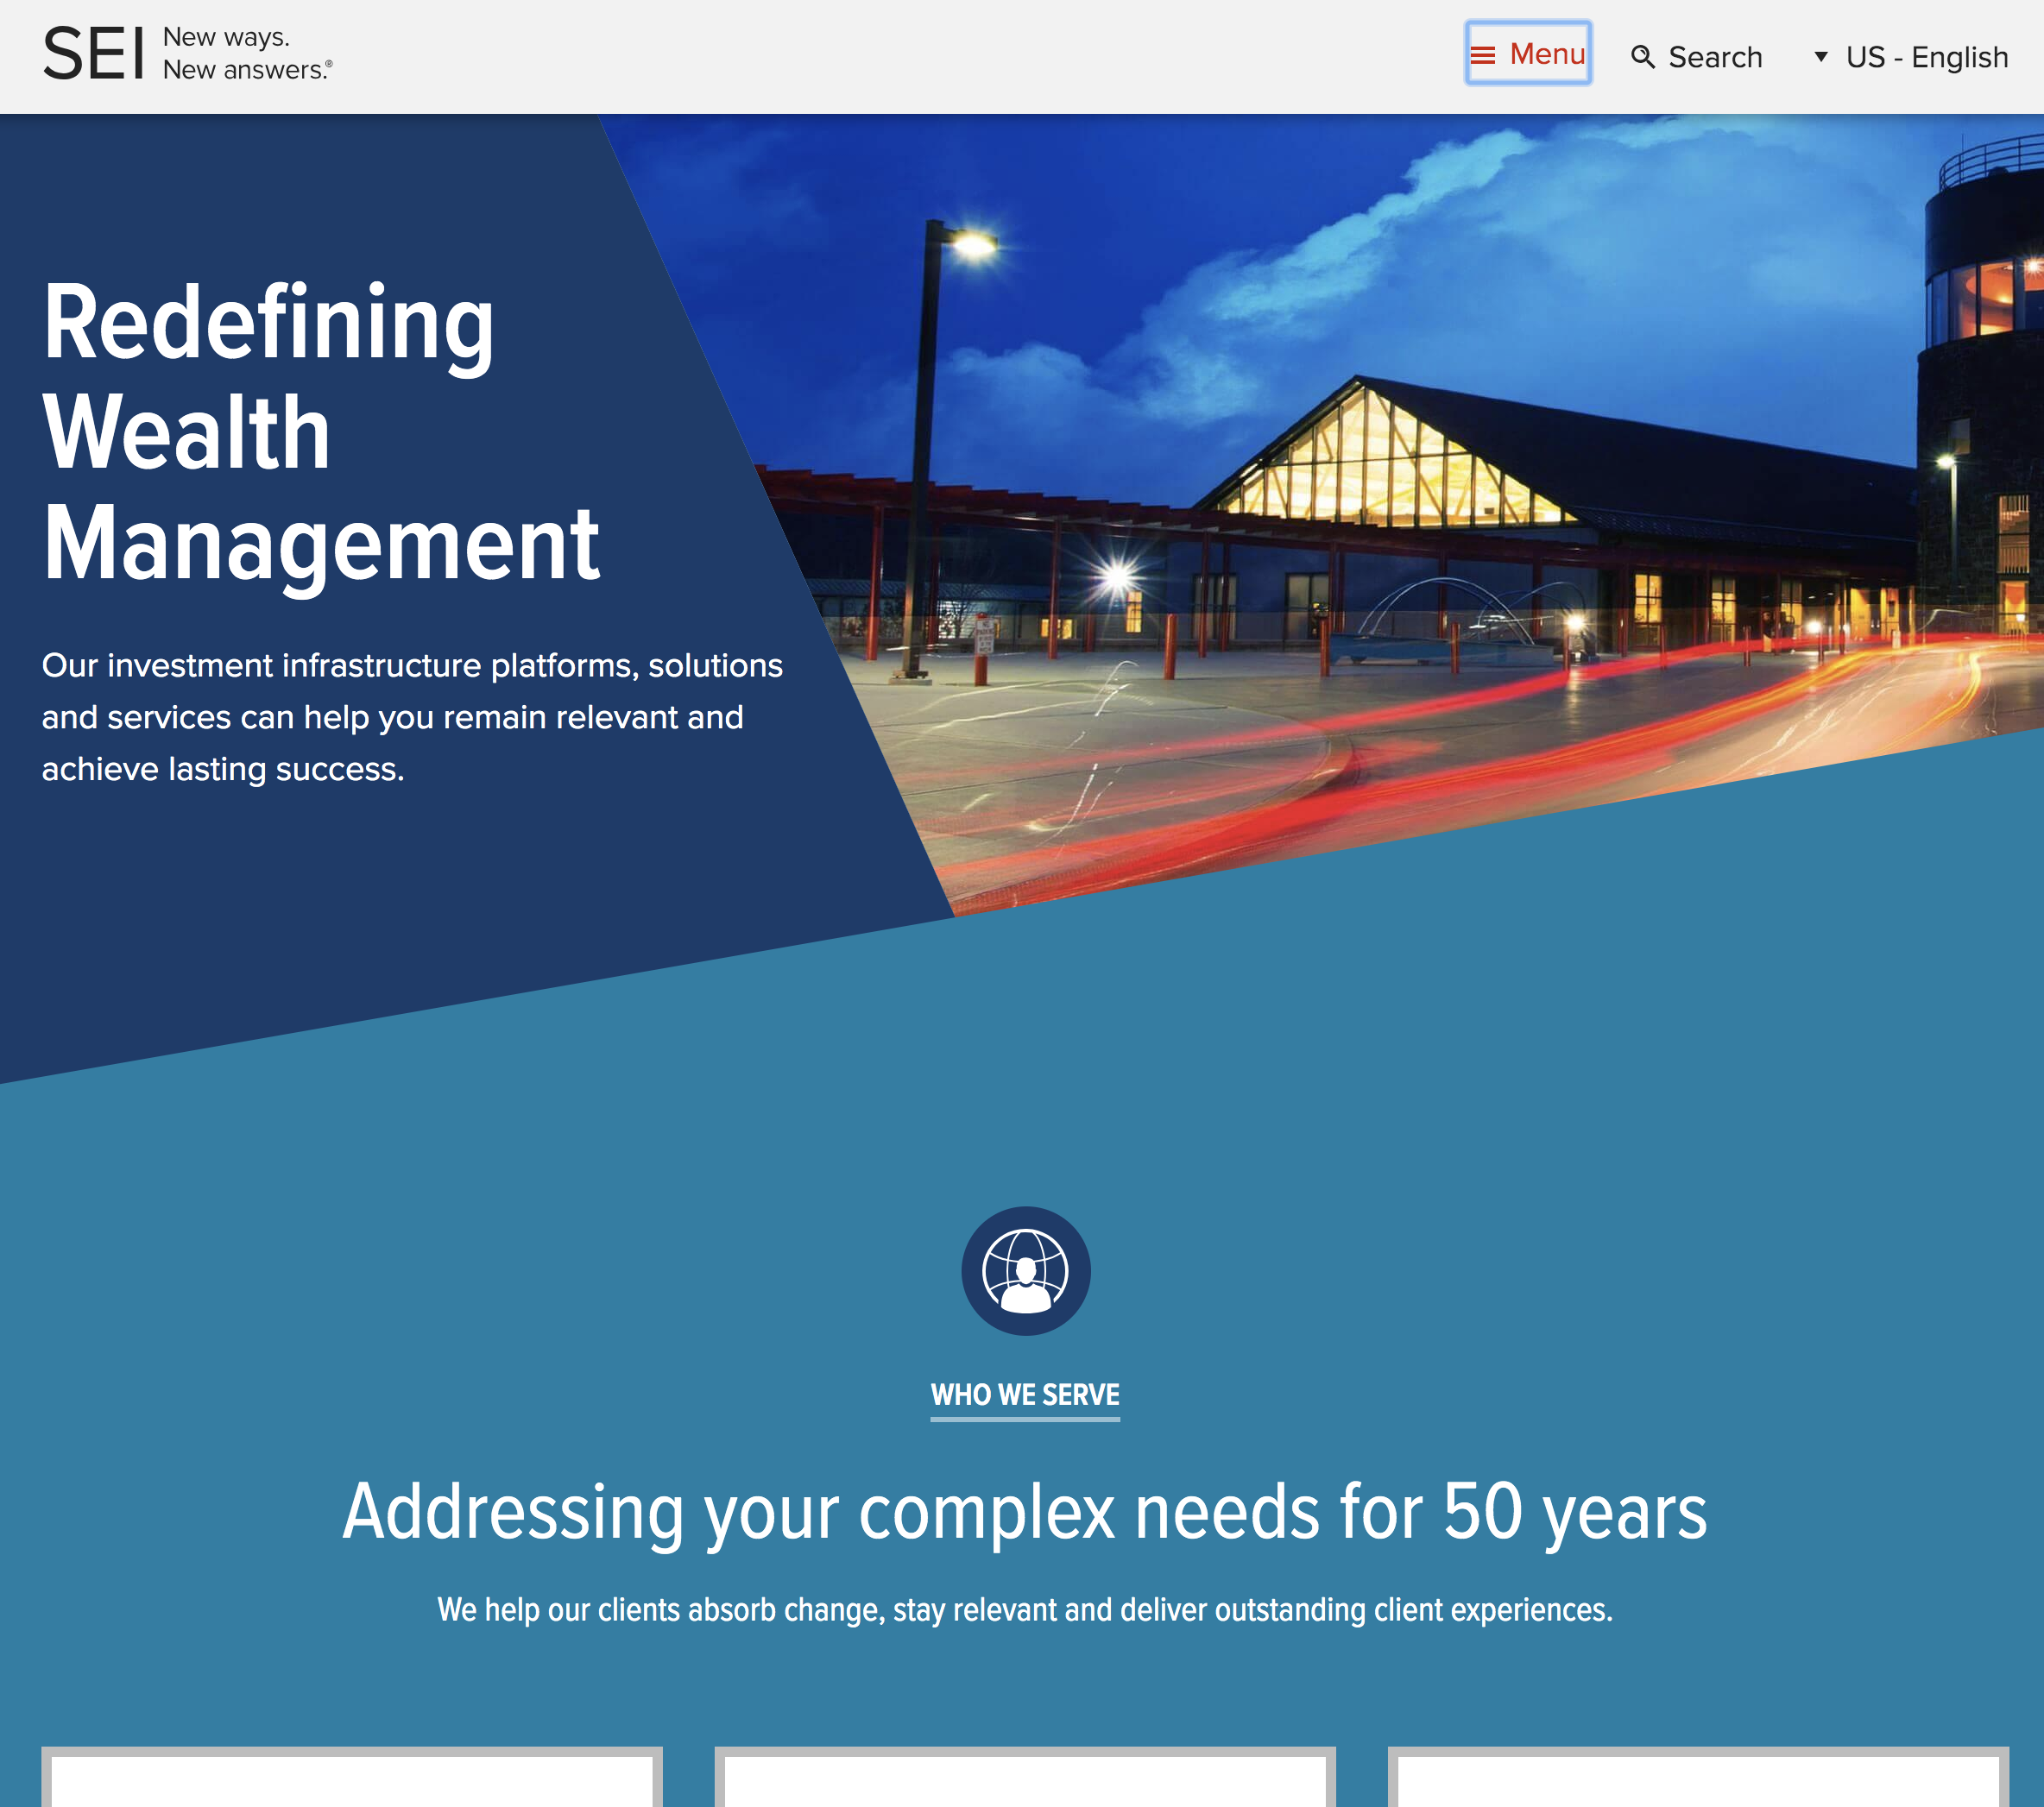 SEI
New ways.
New answers.®
Menu
Search
US - English
Redefining
Wealth
Management
Our investment infrastructure platforms, solutions
and services can help you remain relevant and
achieve lasting success.
WHO WE SERVE
Addressing your complex needs for 50 years
We help our clients absorb change, stay relevant and deliver outstanding client experiences.